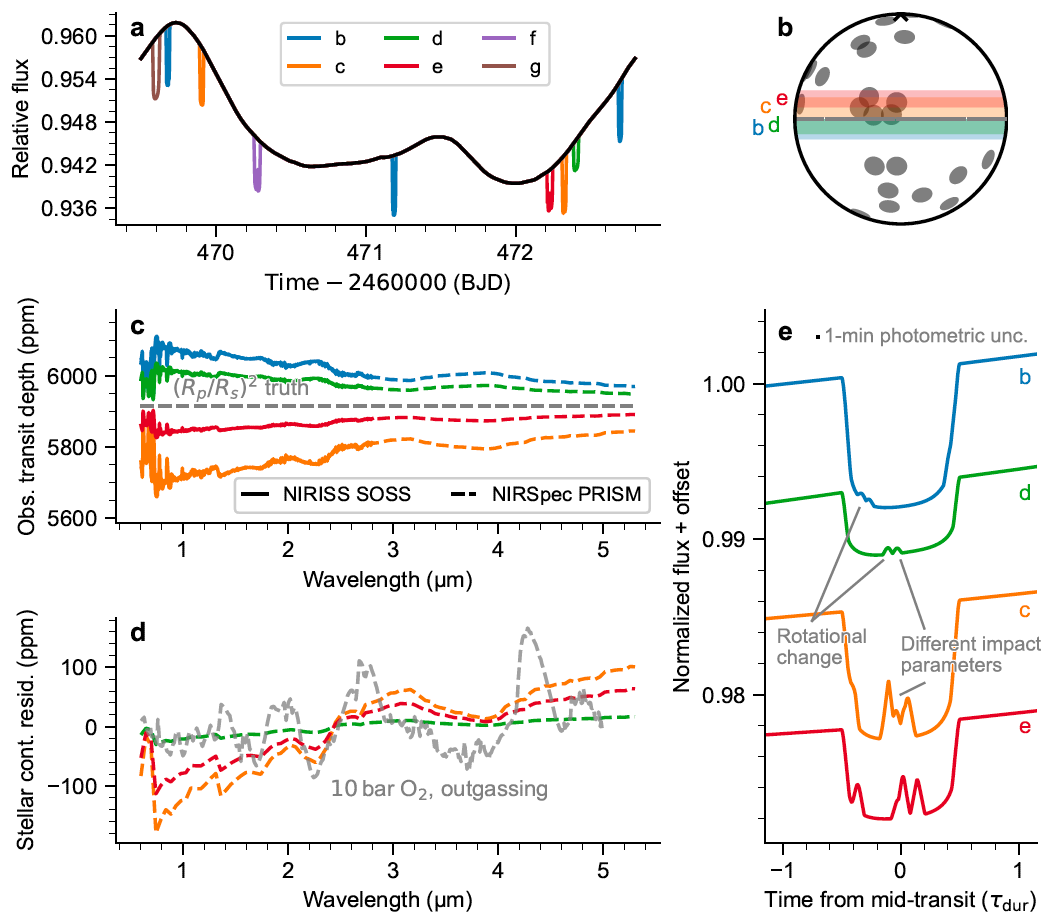 a
0.960
0.954
0.948
0.942
0.936
Relative flux
b
d
f
c
e
g
470
471
472
Time − 2460000 (BJD)
b
c e
b d
c
6000
5800
5600
Obs. transit depth (ppm)
(Rp/Rs)² truth
NIRISS SOSS
NIRSpec PRISM
1
2
3
4
5
Wavelength (μm)
d
100
0
−100
Stellar cont. resid. (ppm)
10 bar O₂, outgassing
1
2
3
4
5
Wavelength (μm)
e
1-min photometric unc.
1.00
0.99
0.98
Normalized flux + offset
b
d
Rotational
change
Different impact
parameters
c
e
−1
0
1
Time from mid-transit (τdur)